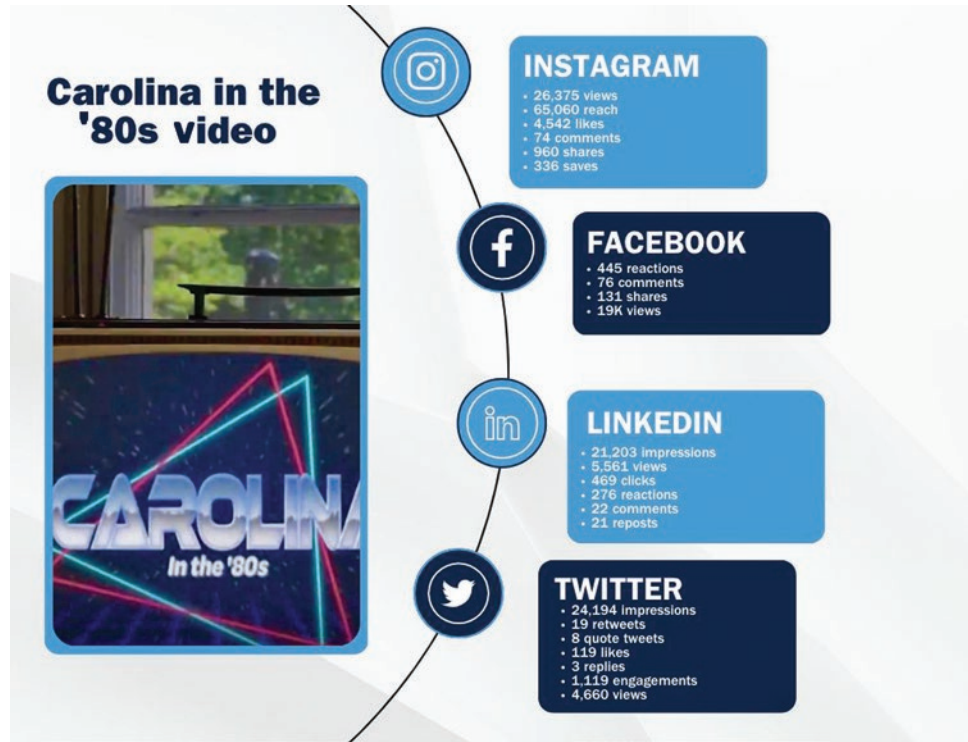 Carolina in the
'80s video
CAROLINA
In the '80s
INSTAGRAM
• 26,375 views
• 65,060 reach
• 4,542 likes
• 74 comments
• 960 shares
• 336 saves
FACEBOOK
• 445 reactions
• 76 comments
• 131 shares
• 19K views
in
LINKEDIN
• 21,203 impressions
• 5,561 views
• 469 clicks
• 276 reactions
• 22 comments
• 21 reposts
TWITTER
• 24,194 impressions
• 19 retweets
• 8 quote tweets
• 119 likes
• 3 replies
• 1,119 engagements
• 4,660 views